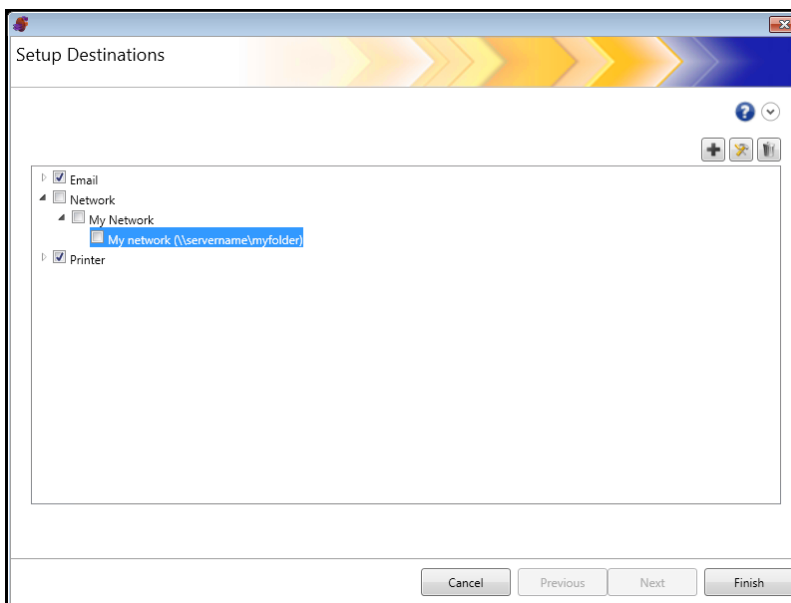 Setup Destinations
Email
Network
My Network
My network (\\servername\myfolder)
Printer
Cancel Previous Next Finish